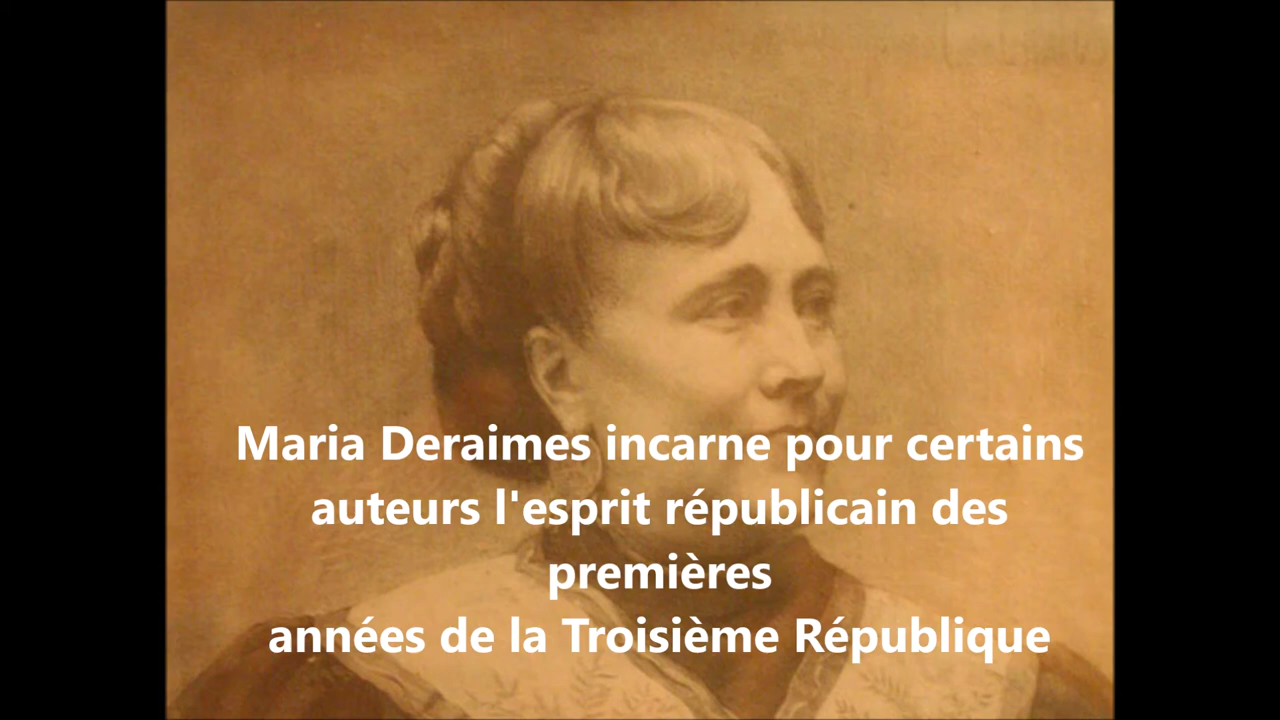 Maria Deraimes incarne pour certains
auteurs l'esprit républicain des
premières
années de la Troisième République